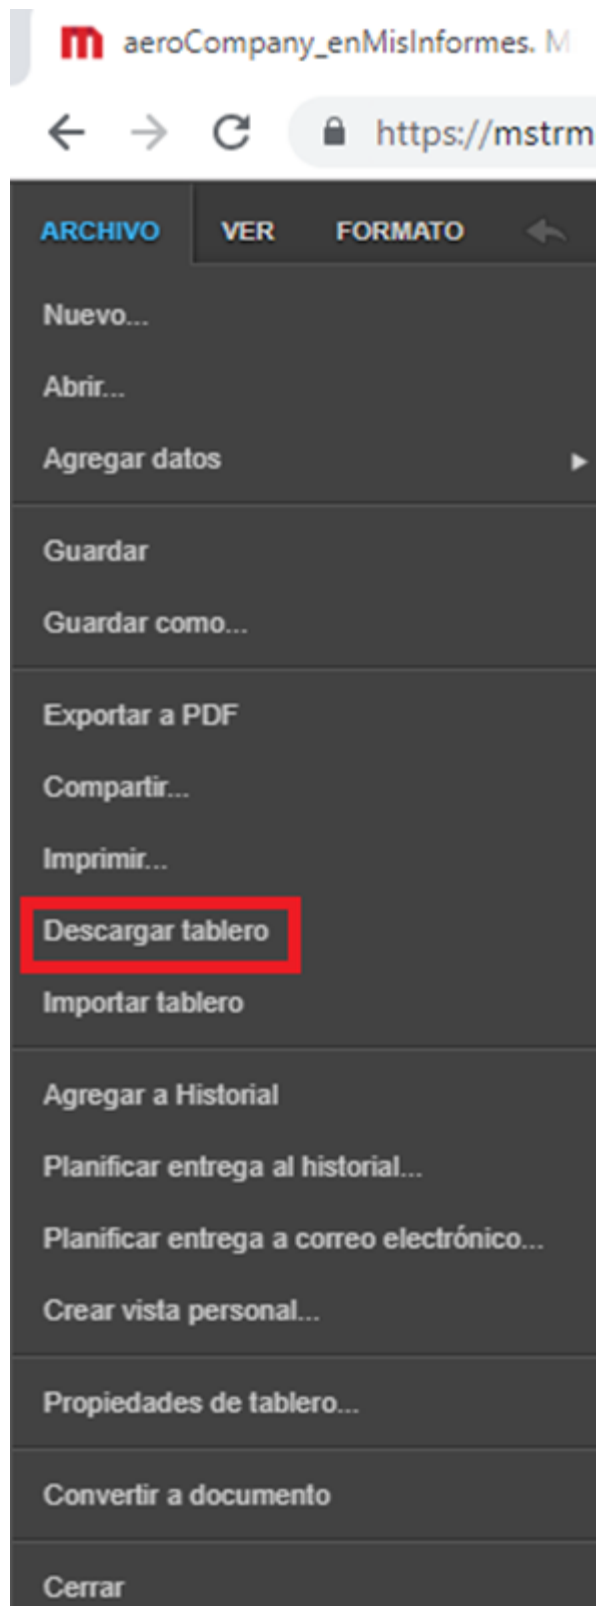 aeroCompany_enMisInformes. M
https://mstrm
ARCHIVO VER FORMATO
Nuevo...
Abrir...
Agregar datos
Guardar
Guardar como...
Exportar a PDF
Compartir...
Imprimir...
Descargar tablero
Importar tablero
Agregar a Historial
Planificar entrega al historial...
Planificar entrega a correo electrónico...
Crear vista personal...
Propiedades de tablero...
Convertir a documento
Cerrar